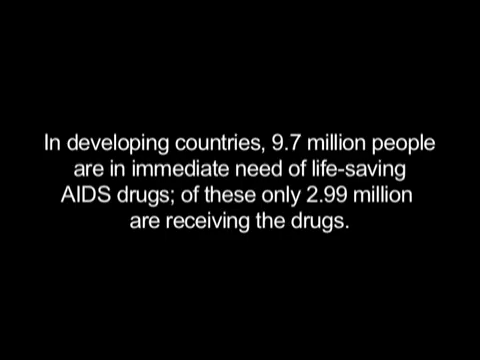 In developing countries, 9.7 million people
are in immediate need of life-saving
AIDS drugs; of these only 2.99 million
are receiving the drugs.